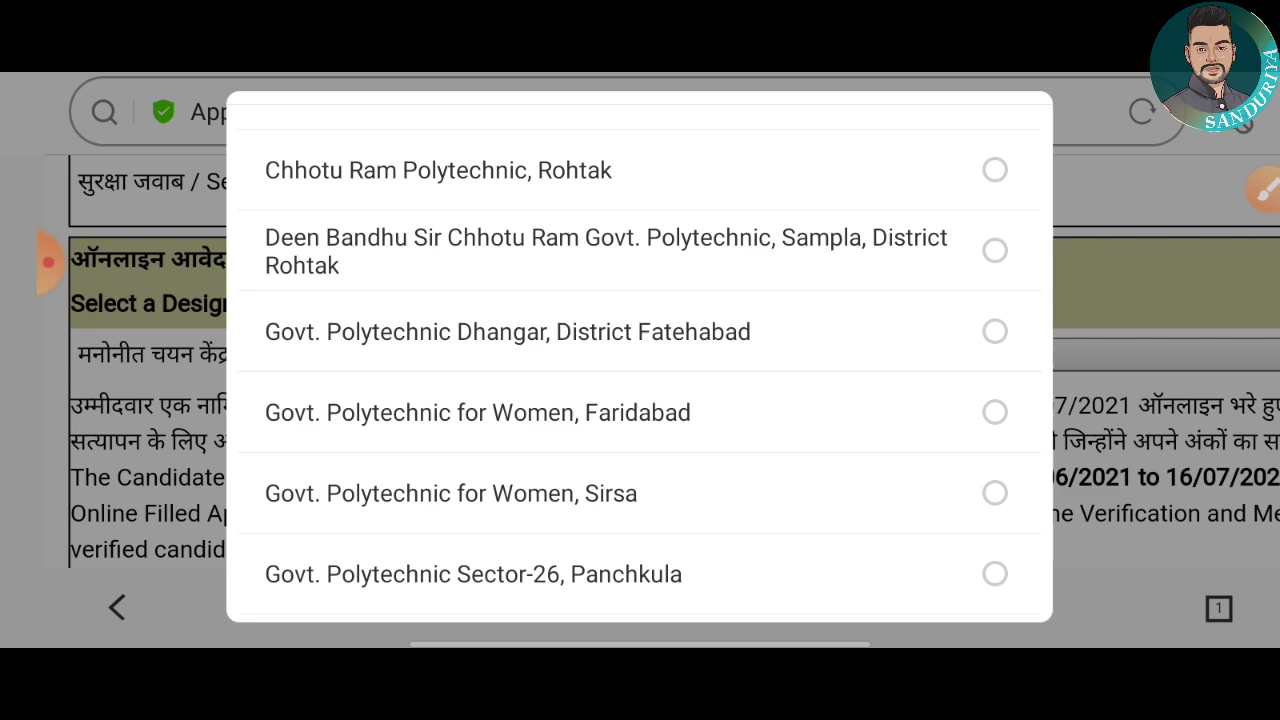 SANDURIYA
App
सुरक्षा जवाब / Se
Chhotu Ram Polytechnic, Rohtak
Deen Bandhu Sir Chhotu Ram Govt. Polytechnic, Sampla, District
Rohtak
ऑनलाइन आवेद
Select a Design
Govt. Polytechnic Dhangar, District Fatehabad
मनोनीत चयन केंद्र
उम्मीदवार एक नामि 7/2021 ऑनलाइन भरे हुए
Govt. Polytechnic for Women, Faridabad
सत्यापन के लिए अ जिन्होंने अपने अंकों का स
The Candidate 06/2021 to 16/07/202
Govt. Polytechnic for Women, Sirsa
Online Filled Ap ne Verification and Me
verified candid
Govt. Polytechnic Sector-26, Panchkula
1